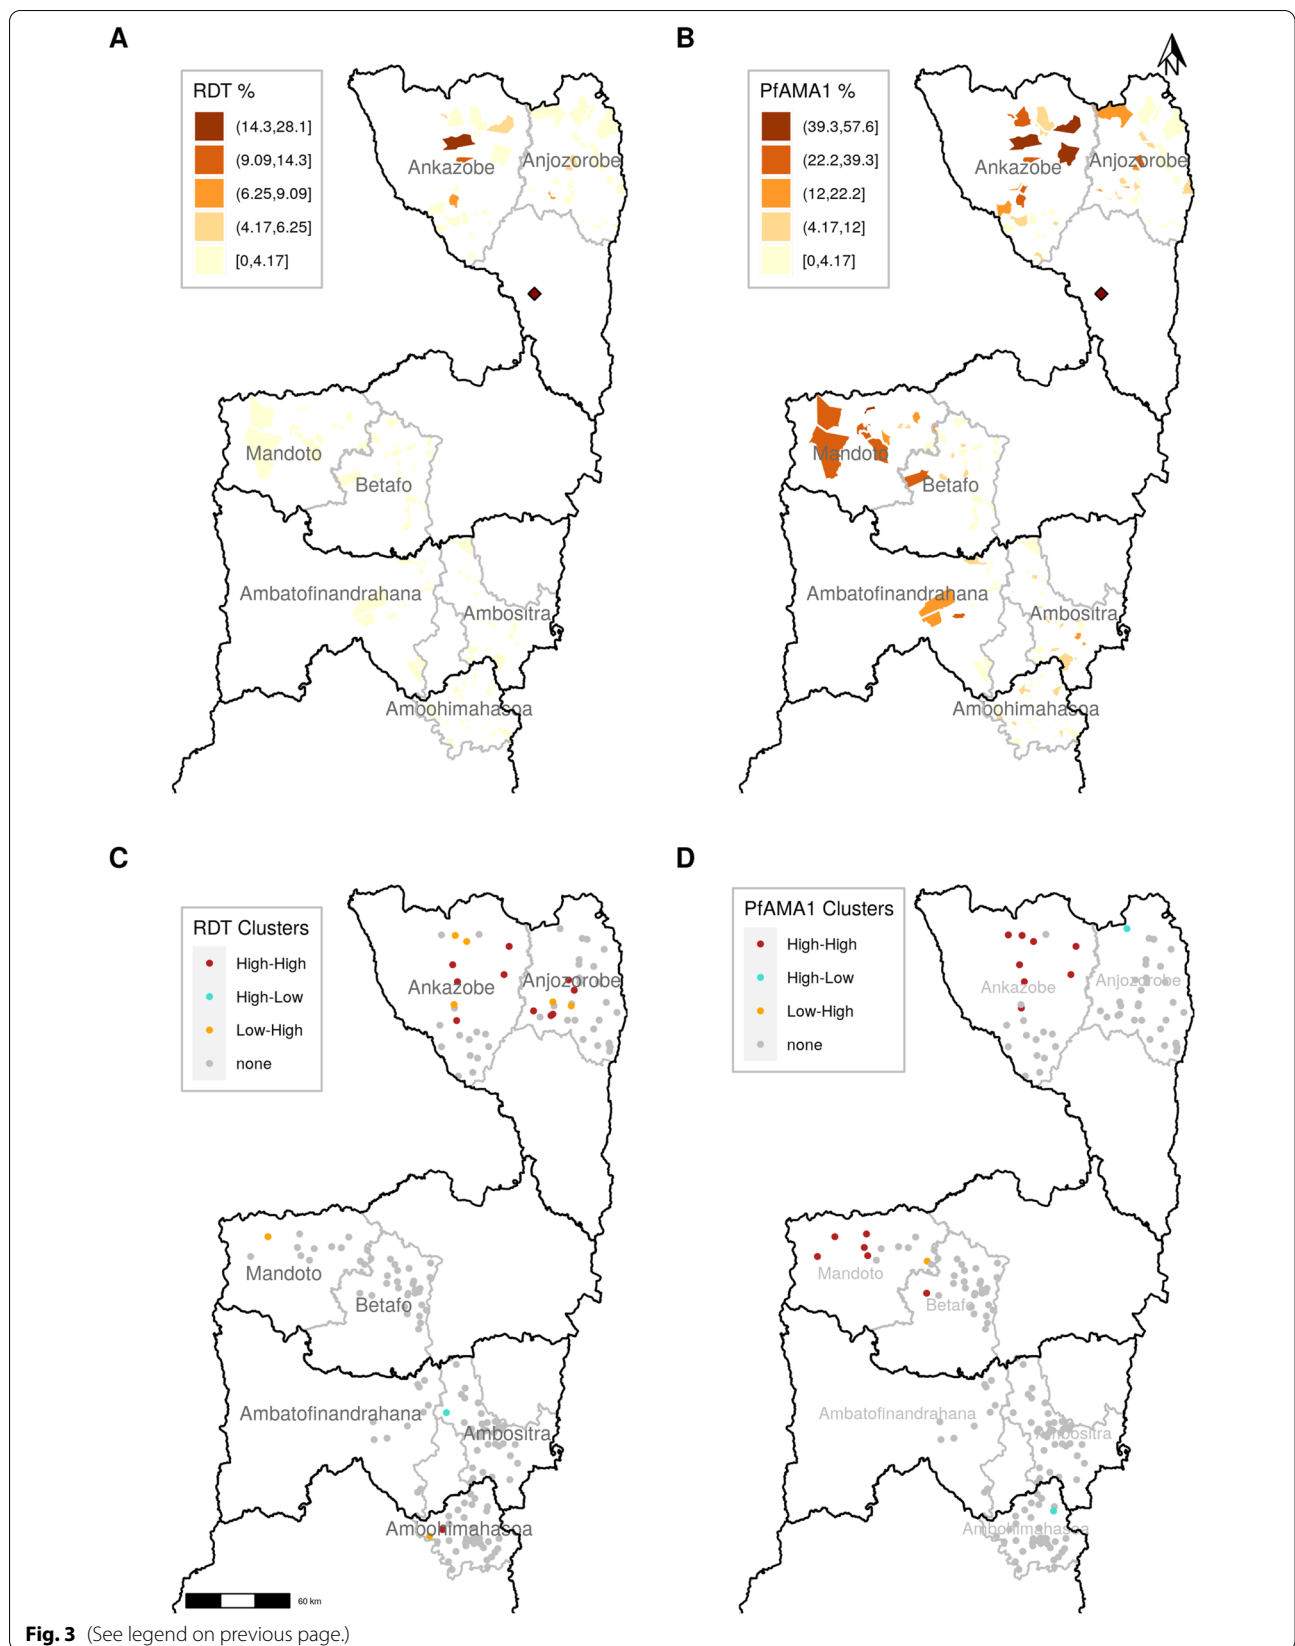 A
RDT %
(14.3,28.1]
(9.09,14.3]
(6.25,9.09]
(4.17,6.25]
[0,4.17]
Ankazobe
Anjozorobe
Mandoto
Betafo
Ambatofinandrahana
Ambositra
Ambohimahasoa
B
PfAMA1 %
(39.3,57.6]
(22.2,39.3]
(12,22.2]
(4.17,12]
[0,4.17]
Ankazobe
Anjozorobe
Mandoto
Betafo
Ambatofinandrahana
Ambositra
Ambohimahasoa
C
RDT Clusters
High-High
High-Low
Low-High
none
Ankazobe
Anjozorobe
Mandoto
Betafo
Ambatofinandrahana
Ambositra
Ambohimahasoa
60 km
D
PfAMA1 Clusters
High-High
High-Low
Low-High
none
Ankazobe
Anjozorobe
Mandoto
Betafo
Ambatofinandrahana
Ambositra
Ambohimahasoa
Fig. 3 (See legend on previous page.)